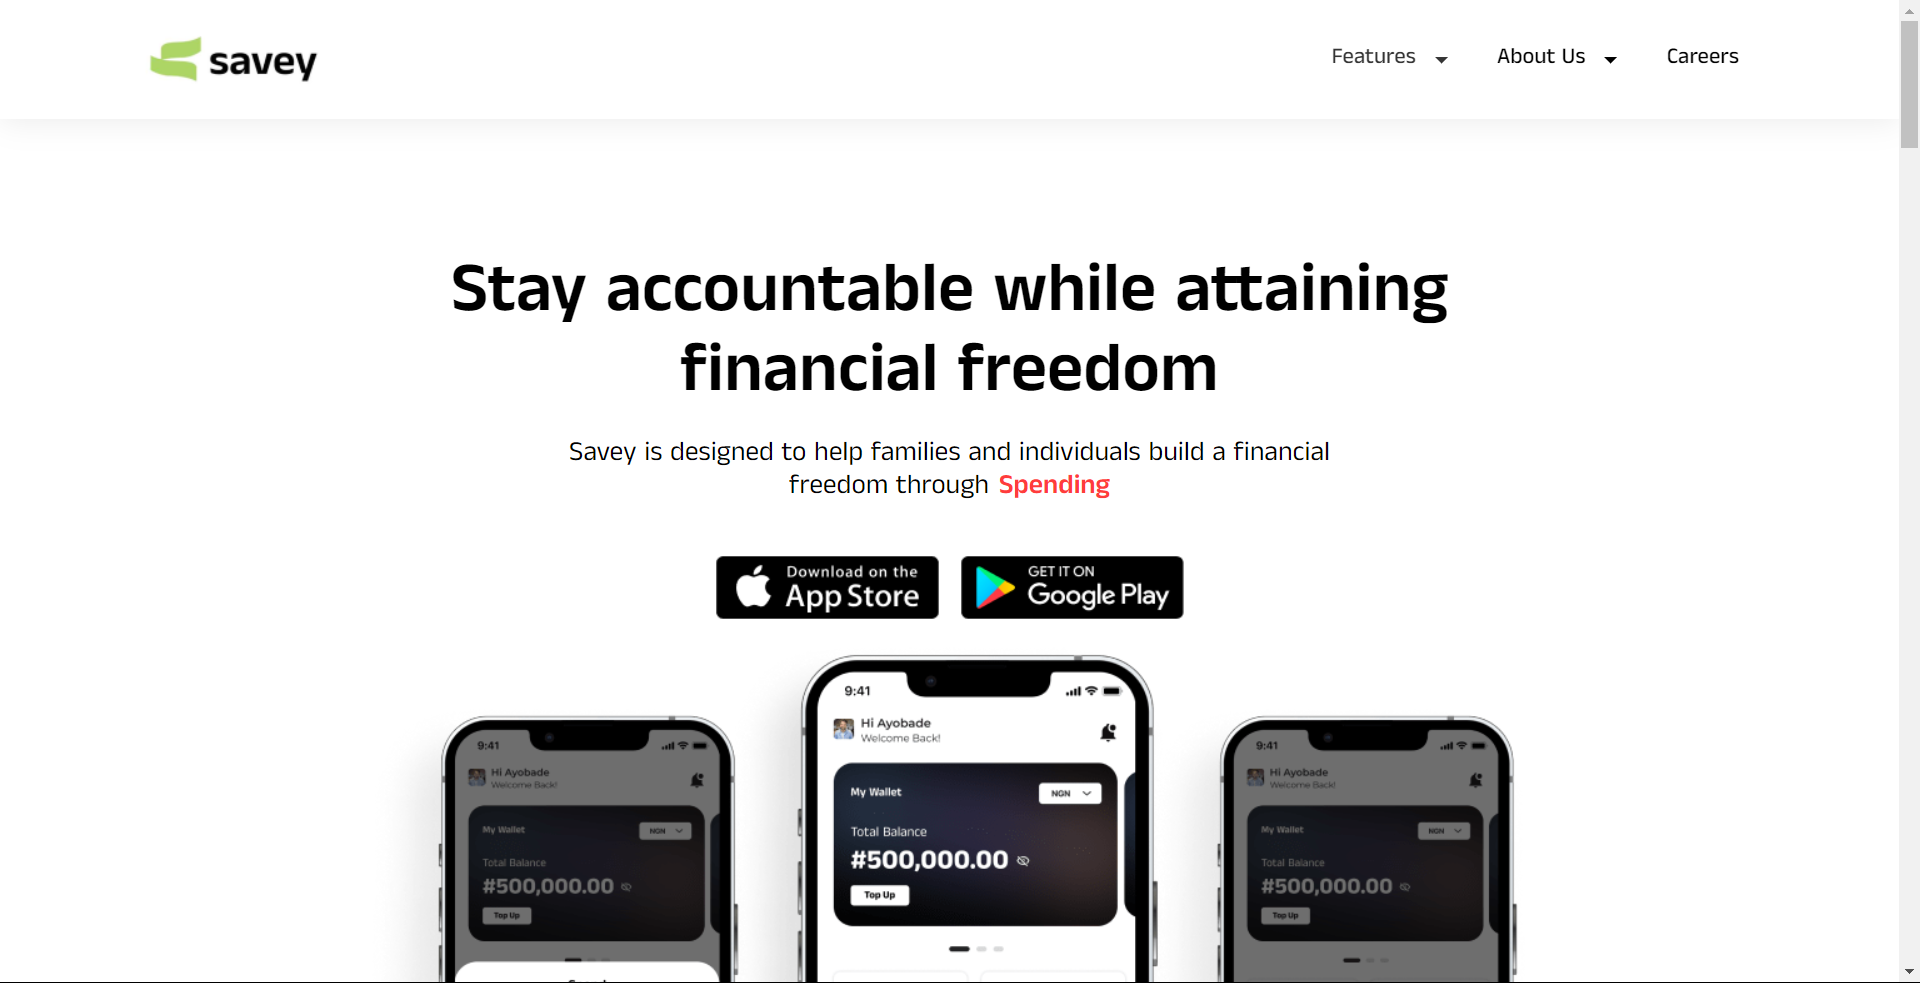 savey
Features
About Us
Careers
Stay accountable while attaining
financial freedom
Savey is designed to help families and individuals build a financial
freedom through Spending
Download on the
App Store
GET IT ON
Google Play
9:41
Hi Ayobade
Welcome Back!
My Wallet
NGN
Total Balance
#500,000.00
Top Up
9:41
Hi Ayobade
Welcome Back!
My Wallet
NGN
Total Balance
#500,000.00
Top Up
9:41
Hi Ayobade
Welcome Back!
My Wallet
NGN
Total Balance
#500,000.00
Top Up